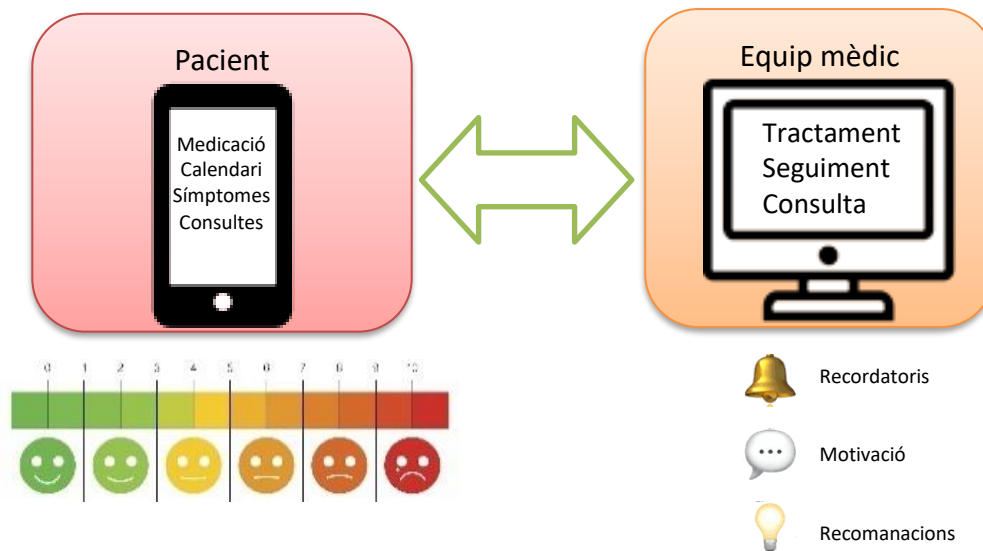 Pacient
Medicació
Calendari
Símptomes
Consultes
Equip mèdic
Tractament
Seguiment
Consulta
0 1 2 3 4 5 6 7 8 9 10
Recordatoris
Motivació
Recomanacions